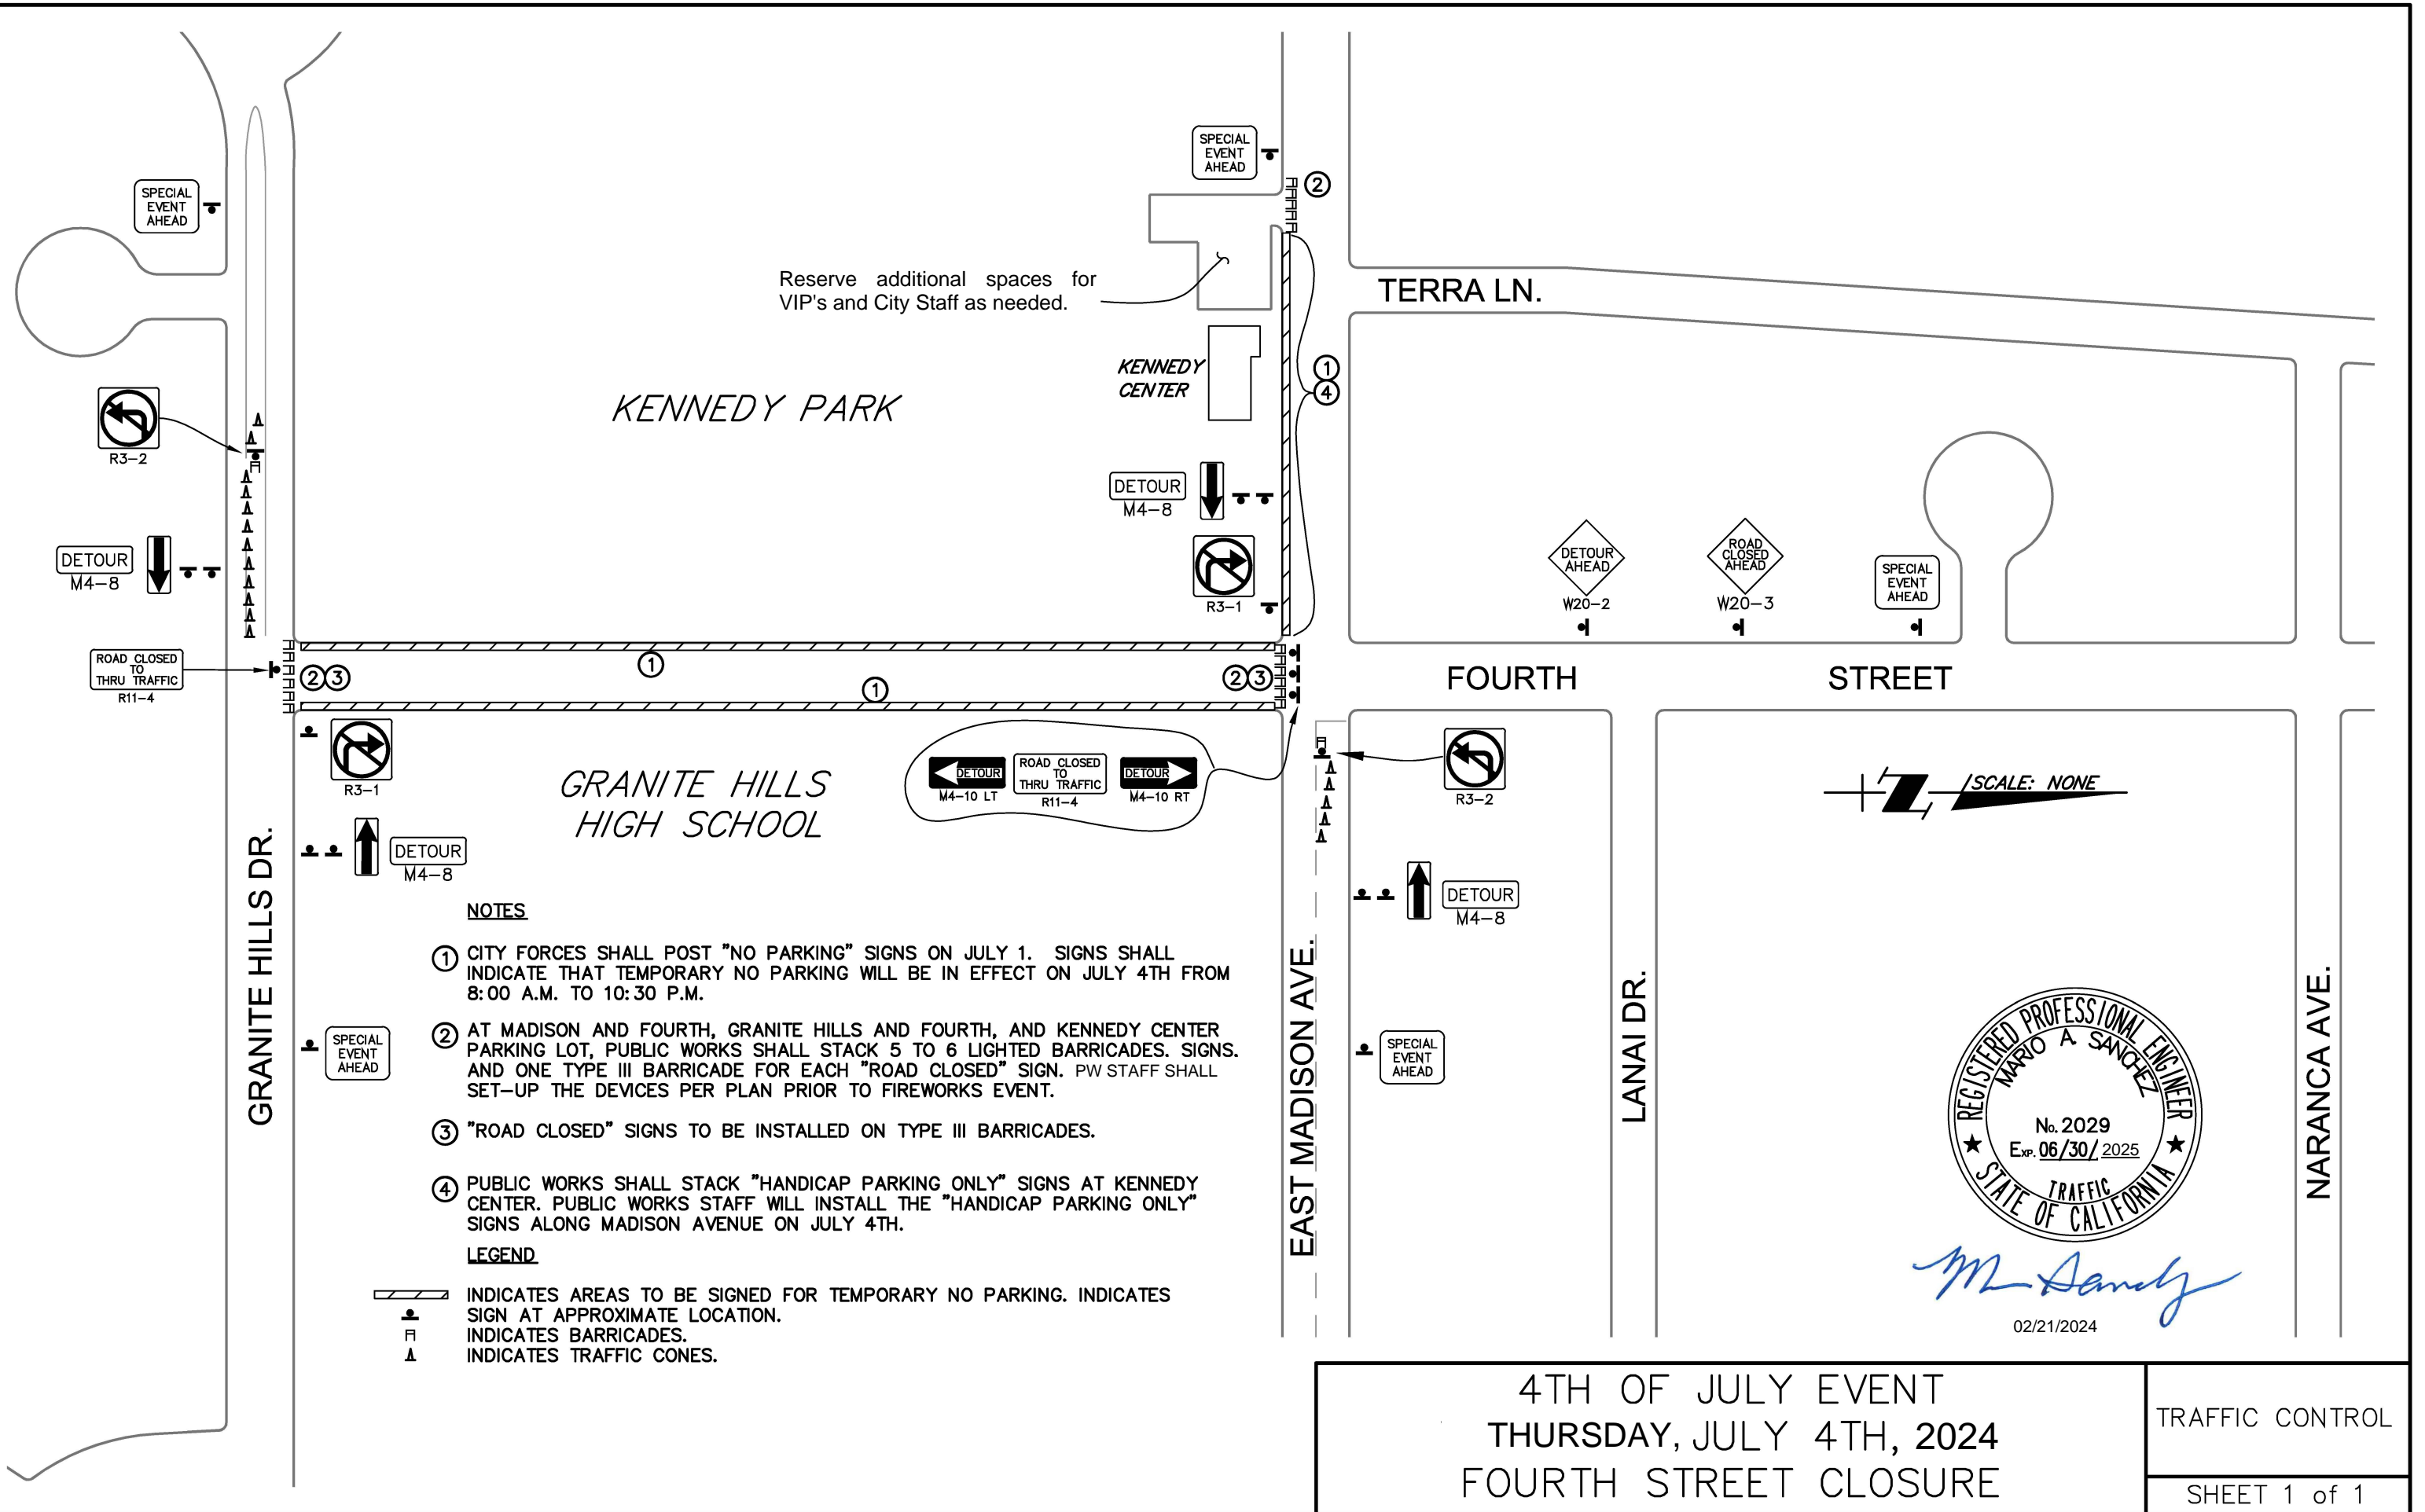 SPECIAL
EVENT
AHEAD
SPECIAL
EVENT
AHEAD
2
Reserve additional spaces for
VIP's and City Staff as needed.
TERRA LN.
KENNEDY
CENTER
1
4
KENNEDY PARK
R3-2
DETOUR
M4-8
DETOUR
M4-8
R3-1
DETOUR
AHEAD
W20-2
ROAD
CLOSED
AHEAD
W20-3
SPECIAL
EVENT
AHEAD
ROAD CLOSED
TO
THRU TRAFFIC
R11-4
2 3
1
1
2 3
FOURTH STREET
R3-1
GRANITE HILLS
HIGH SCHOOL
DETOUR
M4-10 LT
ROAD CLOSED
TO
THRU TRAFFIC
R11-4
DETOUR
M4-10 RT
R3-2
SCALE: NONE
DETOUR
M4-8
DETOUR
M4-8
GRANITE HILLS DR.
SPECIAL
EVENT
AHEAD
SPECIAL
EVENT
AHEAD
EAST MADISON AVE.
LANAI DR.
NARANCA AVE.
NOTES
1 CITY FORCES SHALL POST "NO PARKING" SIGNS ON JULY 1. SIGNS SHALL
INDICATE THAT TEMPORARY NO PARKING WILL BE IN EFFECT ON JULY 4TH FROM
8:00 A.M. TO 10:30 P.M.
2 AT MADISON AND FOURTH, GRANITE HILLS AND FOURTH, AND KENNEDY CENTER
PARKING LOT, PUBLIC WORKS SHALL STACK 5 TO 6 LIGHTED BARRICADES. SIGNS.
AND ONE TYPE III BARRICADE FOR EACH "ROAD CLOSED" SIGN. PW STAFF SHALL
SET-UP THE DEVICES PER PLAN PRIOR TO FIREWORKS EVENT.
3 "ROAD CLOSED" SIGNS TO BE INSTALLED ON TYPE III BARRICADES.
4 PUBLIC WORKS SHALL STACK "HANDICAP PARKING ONLY" SIGNS AT KENNEDY
CENTER. PUBLIC WORKS STAFF WILL INSTALL THE "HANDICAP PARKING ONLY"
SIGNS ALONG MADISON AVENUE ON JULY 4TH.
LEGEND
INDICATES AREAS TO BE SIGNED FOR TEMPORARY NO PARKING. INDICATES
SIGN AT APPROXIMATE LOCATION.
INDICATES BARRICADES.
INDICATES TRAFFIC CONES.
REGISTERED PROFESSIONAL ENGINEER
MARIO A. SANCHEZ
No. 2029
Exp. 06/30/ 2025
TRAFFIC
STATE OF CALIFORNIA
02/21/2024
4TH OF JULY EVENT
THURSDAY, JULY 4TH, 2024
FOURTH STREET CLOSURE
TRAFFIC CONTROL
SHEET 1 of 1